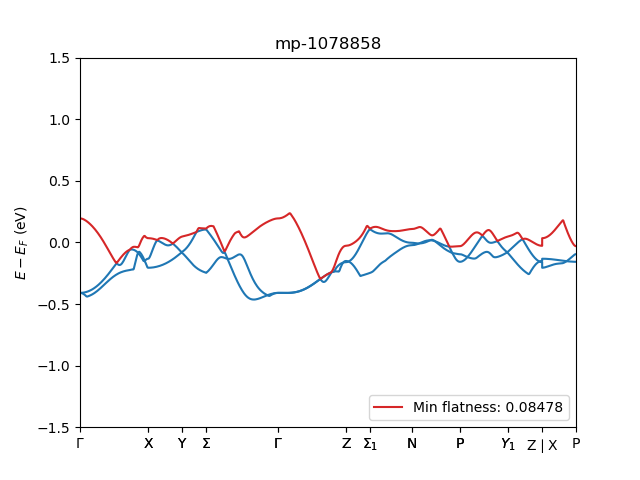 mp-1078858
1.5
1.0
0.5
0.0
−0.5
−1.0
−1.5
E − E_F (eV)
Min flatness: 0.08478
Γ X Y Σ Γ Z Σ₁ N P Y₁ Z | X P